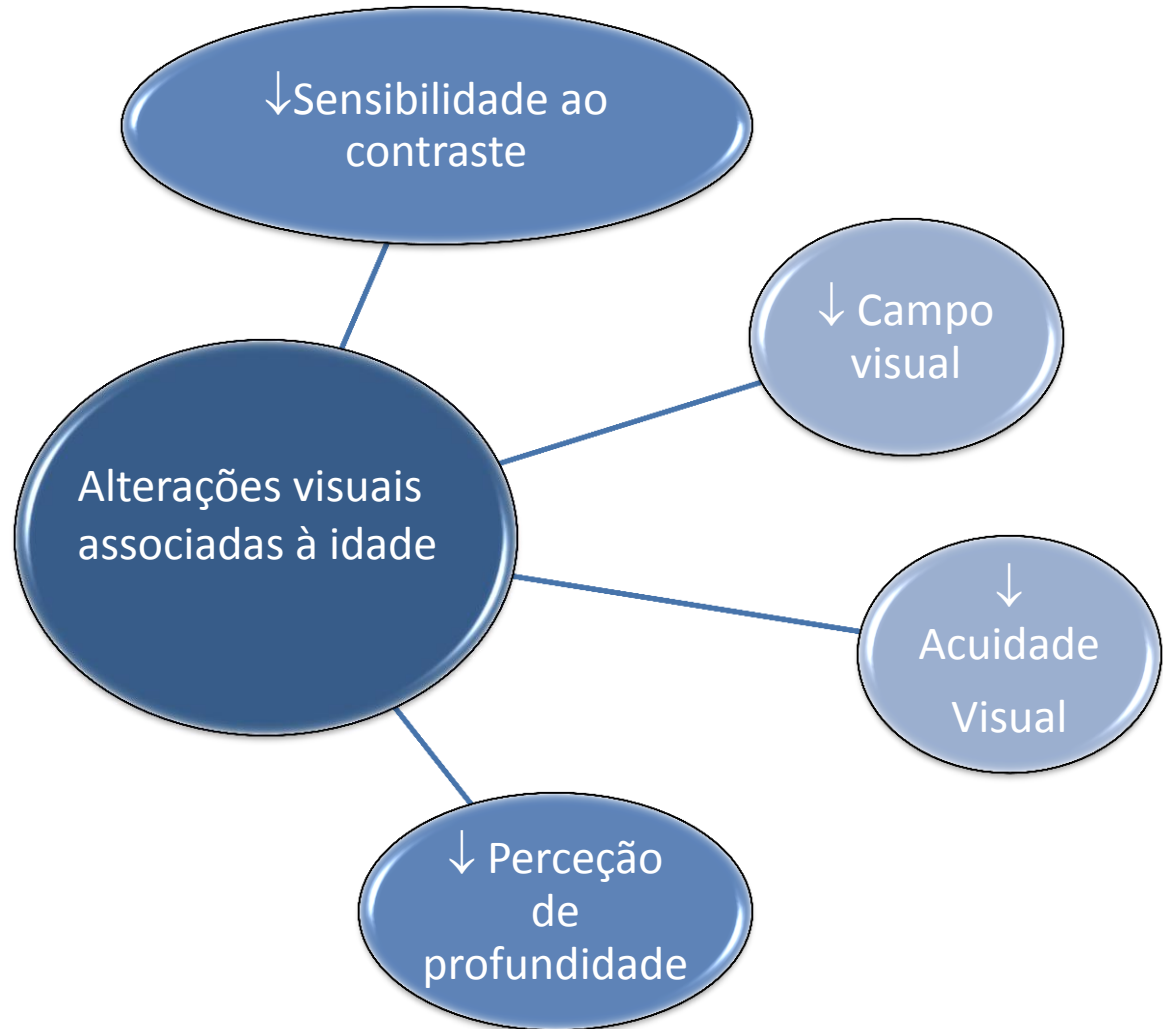 ↓Sensibilidade ao
contraste
↓ Campo
visual
Alterações visuais
associadas à idade
↓
Acuidade
Visual
↓ Perceção
de
profundidade